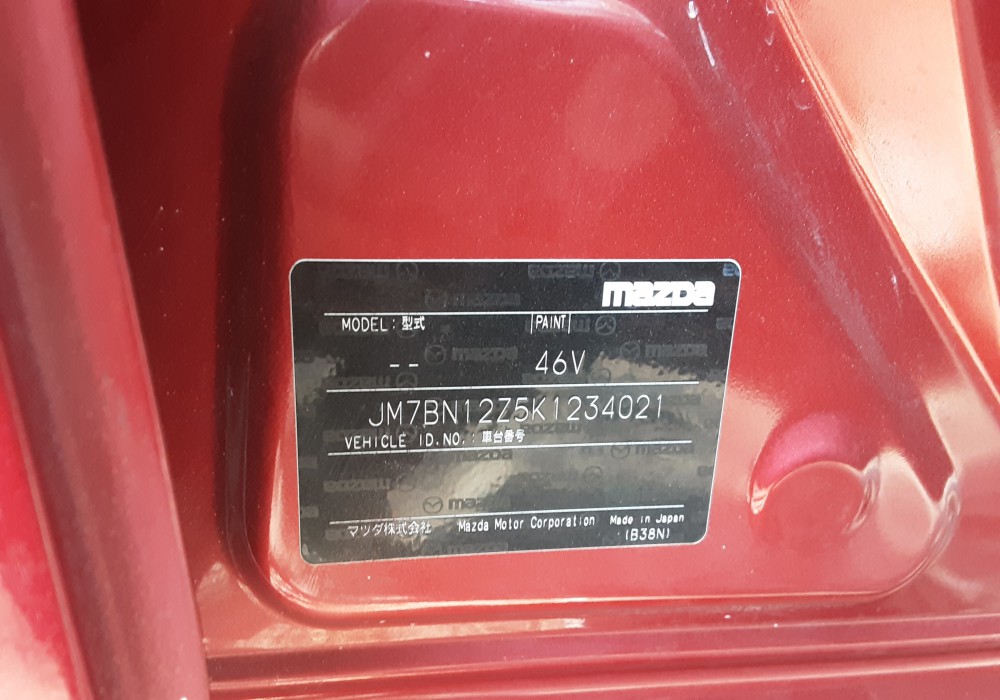 mazda
MODEL : 型式 PAINT
-- 46V
JM7BN12Z5K1234021
VEHICLE ID.NO. : 車台番号
マツダ株式会社 Mazda Motor Corporation Made in Japan
(B38N)